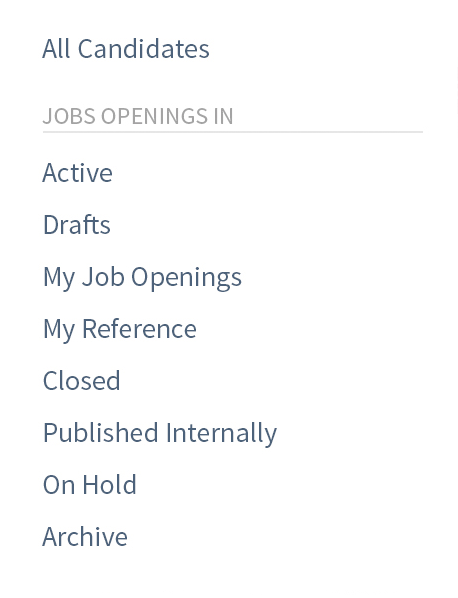 All Candidates
JOBS OPENINGS IN
Active
Drafts
My Job Openings
My Reference
Closed
Published Internally
On Hold
Archive